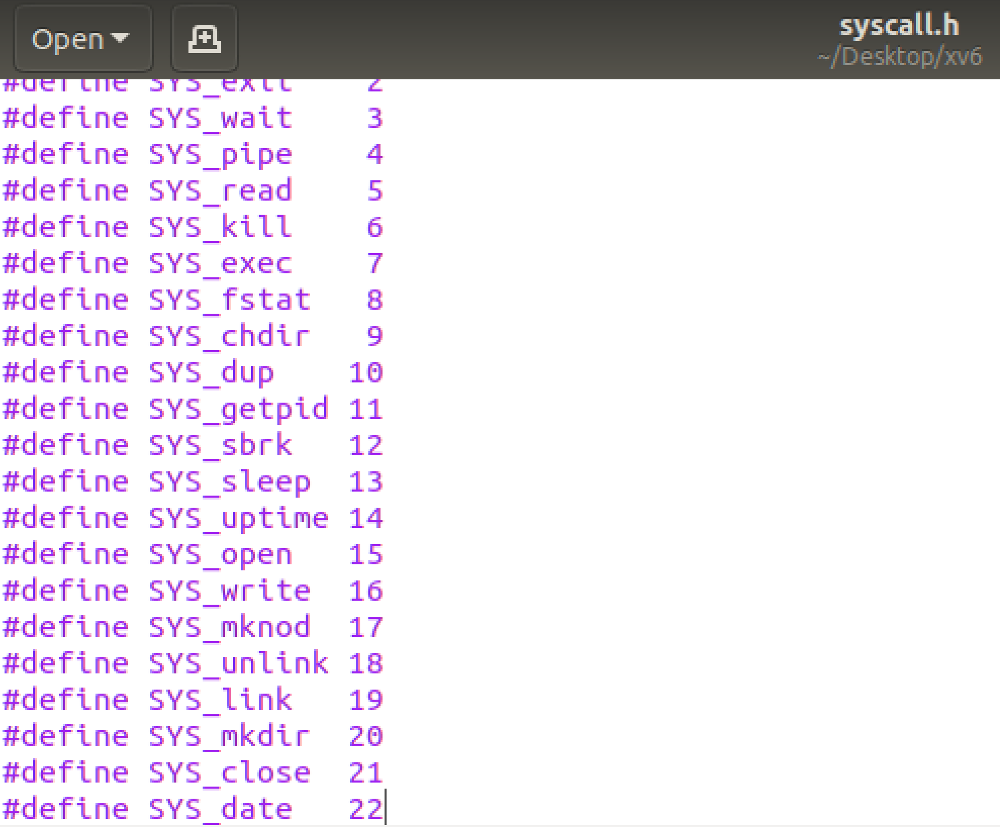 Open
syscall.h
~/Desktop/xv6
#define SYS_exit    2
#define SYS_wait    3
#define SYS_pipe    4
#define SYS_read    5
#define SYS_kill    6
#define SYS_exec    7
#define SYS_fstat   8
#define SYS_chdir   9
#define SYS_dup    10
#define SYS_getpid 11
#define SYS_sbrk   12
#define SYS_sleep  13
#define SYS_uptime 14
#define SYS_open   15
#define SYS_write  16
#define SYS_mknod  17
#define SYS_unlink 18
#define SYS_link   19
#define SYS_mkdir  20
#define SYS_close  21
#define SYS_date   22